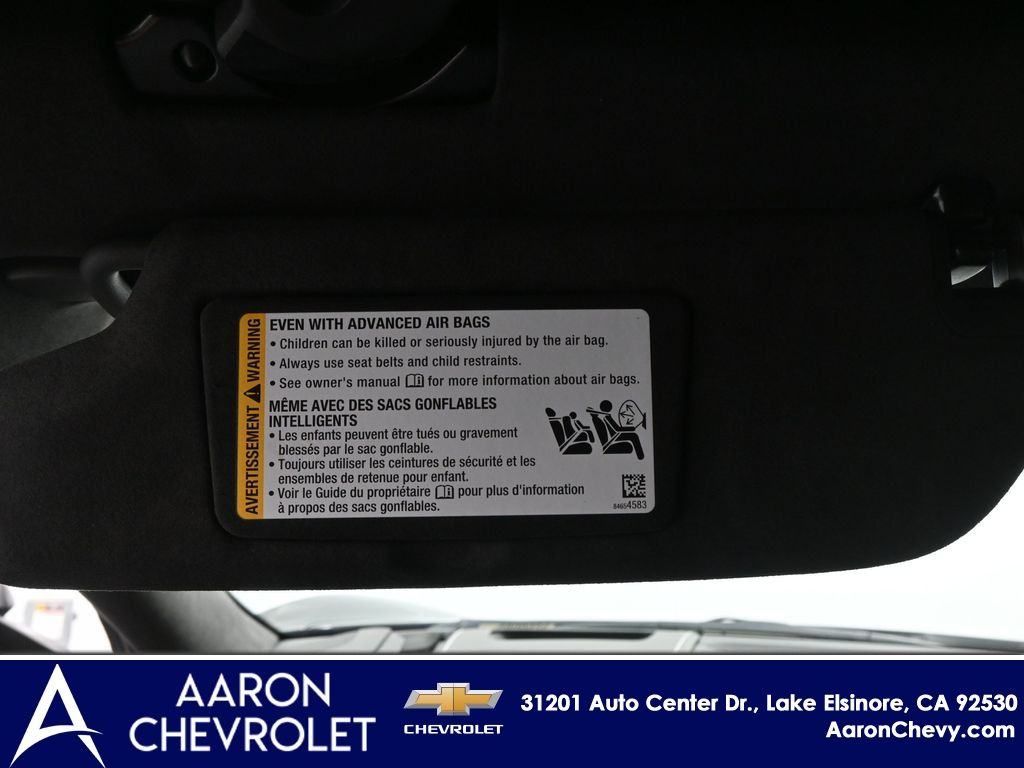 AVERTISSEMENT ⚠ WARNING
EVEN WITH ADVANCED AIR BAGS
• Children can be killed or seriously injured by the air bag.
• Always use seat belts and child restraints.
• See owner's manual for more information about air bags.
MÊME AVEC DES SACS GONFLABLES
INTELLIGENTS
• Les enfants peuvent être tués ou gravement
blessés par le sac gonflable.
• Toujours utiliser les ceintures de sécurité et les
ensembles de retenue pour enfant.
• Voir le Guide du propriétaire pour plus d'information
à propos des sacs gonflables.
84654583
AARON
CHEVROLET
CHEVROLET
31201 Auto Center Dr., Lake Elsinore, CA 92530
AaronChevy.com